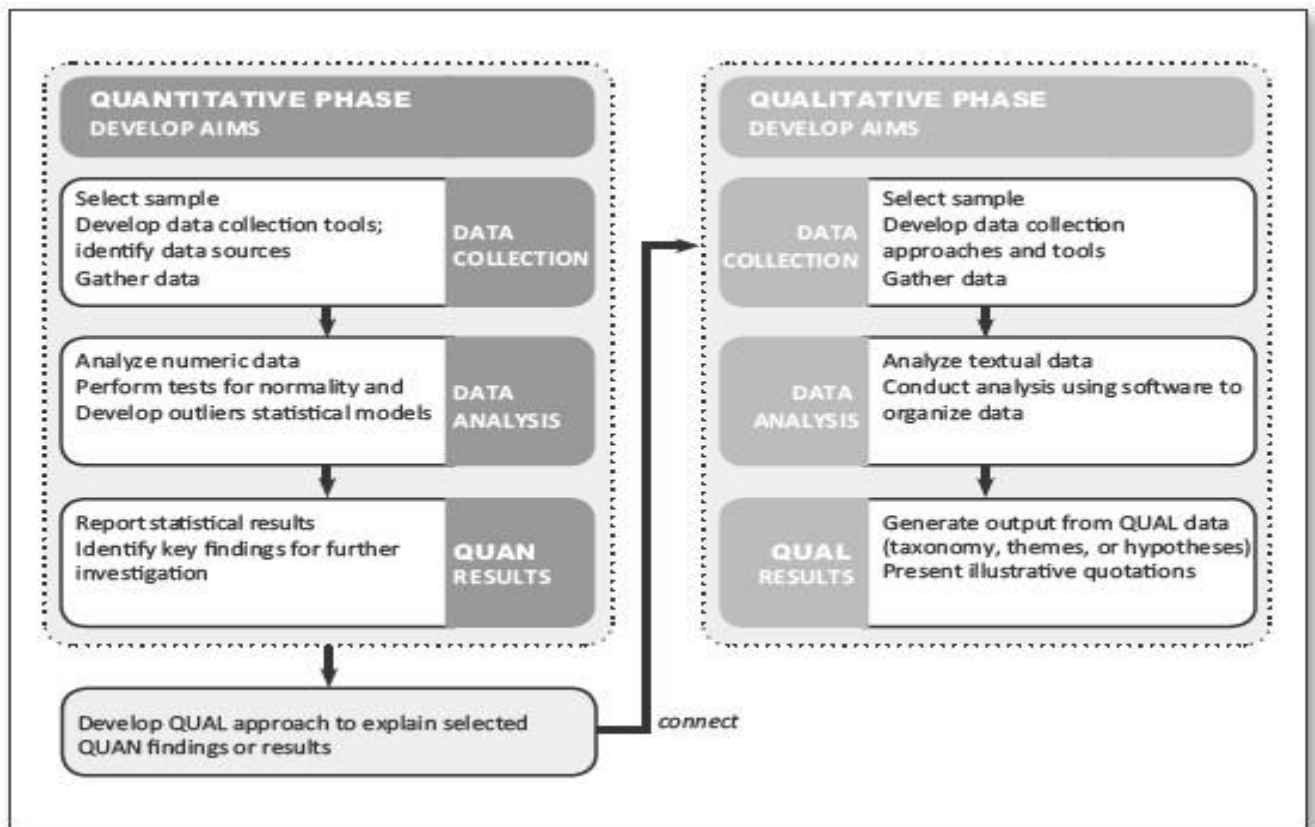 QUANTITATIVE PHASE
DEVELOP AIMS
Select sample
Develop data collection tools;
identify data sources
Gather data
DATA
COLLECTION
Analyze numeric data
Perform tests for normality and
Develop outliers statistical models
DATA
ANALYSIS
Report statistical results
Identify key findings for further
investigation
QUAN
RESULTS
Develop QUAL approach to explain selected
QUAN findings or results
connect
QUALITATIVE PHASE
DEVELOP AIMS
DATA
COLLECTION
Select sample
Develop data collection
approaches and tools
Gather data
DATA
ANALYSIS
Analyze textual data
Conduct analysis using software to
organize data
QUAL
RESULTS
Generate output from QUAL data
(taxonomy, themes, or hypotheses)
Present illustrative quotations